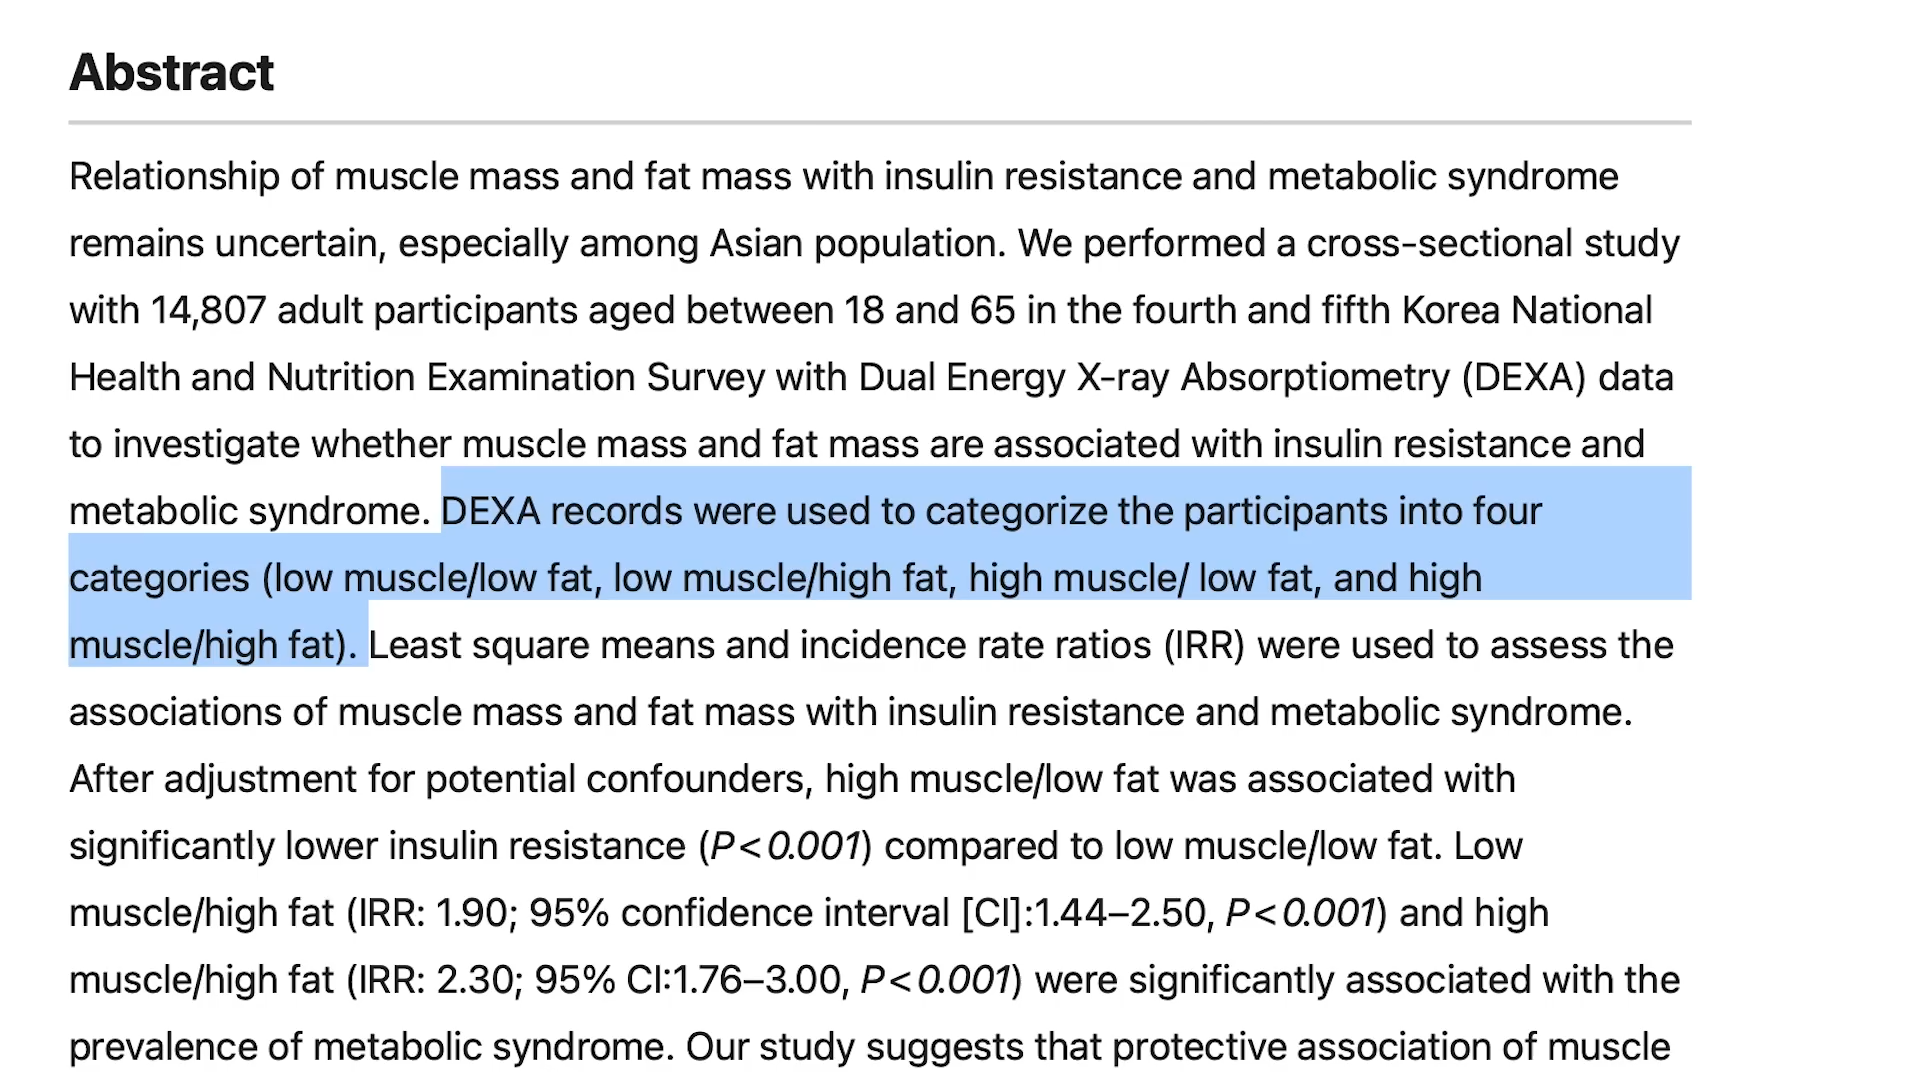 Abstract
Relationship of muscle mass and fat mass with insulin resistance and metabolic syndrome
remains uncertain, especially among Asian population. We performed a cross-sectional study
with 14,807 adult participants aged between 18 and 65 in the fourth and fifth Korea National
Health and Nutrition Examination Survey with Dual Energy X-ray Absorptiometry (DEXA) data
to investigate whether muscle mass and fat mass are associated with insulin resistance and
metabolic syndrome. DEXA records were used to categorize the participants into four
categories (low muscle/low fat, low muscle/high fat, high muscle/ low fat, and high
muscle/high fat). Least square means and incidence rate ratios (IRR) were used to assess the
associations of muscle mass and fat mass with insulin resistance and metabolic syndrome.
After adjustment for potential confounders, high muscle/low fat was associated with
significantly lower insulin resistance (P<0.001) compared to low muscle/low fat. Low
muscle/high fat (IRR: 1.90; 95% confidence interval [CI]:1.44–2.50, P<0.001) and high
muscle/high fat (IRR: 2.30; 95% CI:1.76–3.00, P<0.001) were significantly associated with the
prevalence of metabolic syndrome. Our study suggests that protective association of muscle